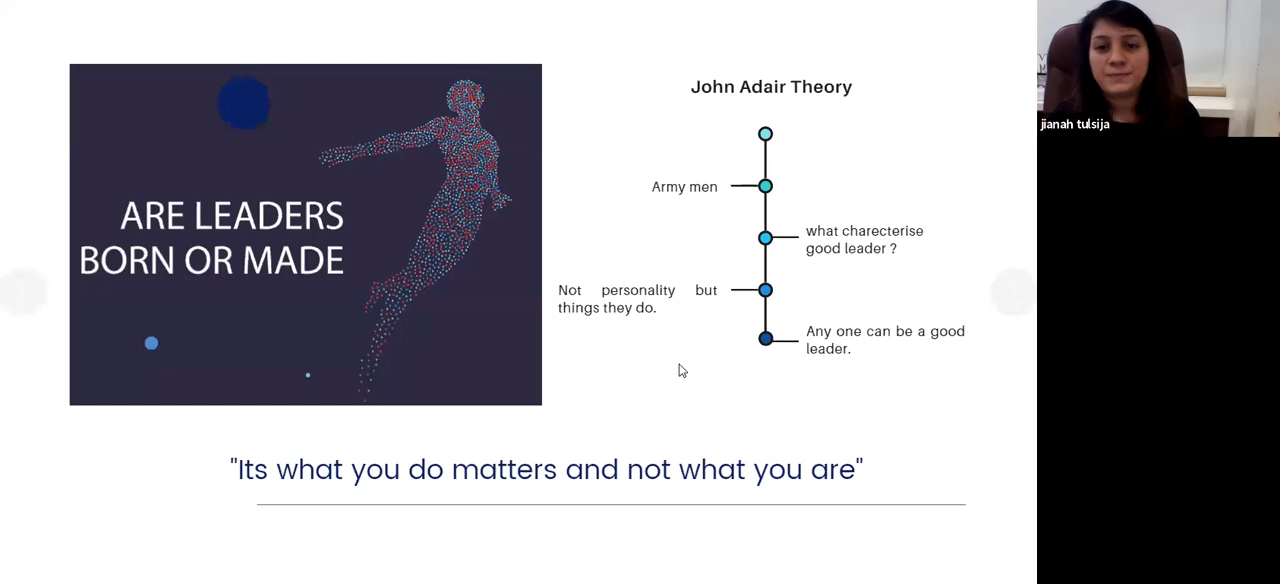 ARE LEADERS
BORN OR MADE
John Adair Theory
Army men
what charecterise
good leader ?
Not personality but
things they do.
Any one can be a good
leader.
"Its what you do matters and not what you are"
jianah tulsija